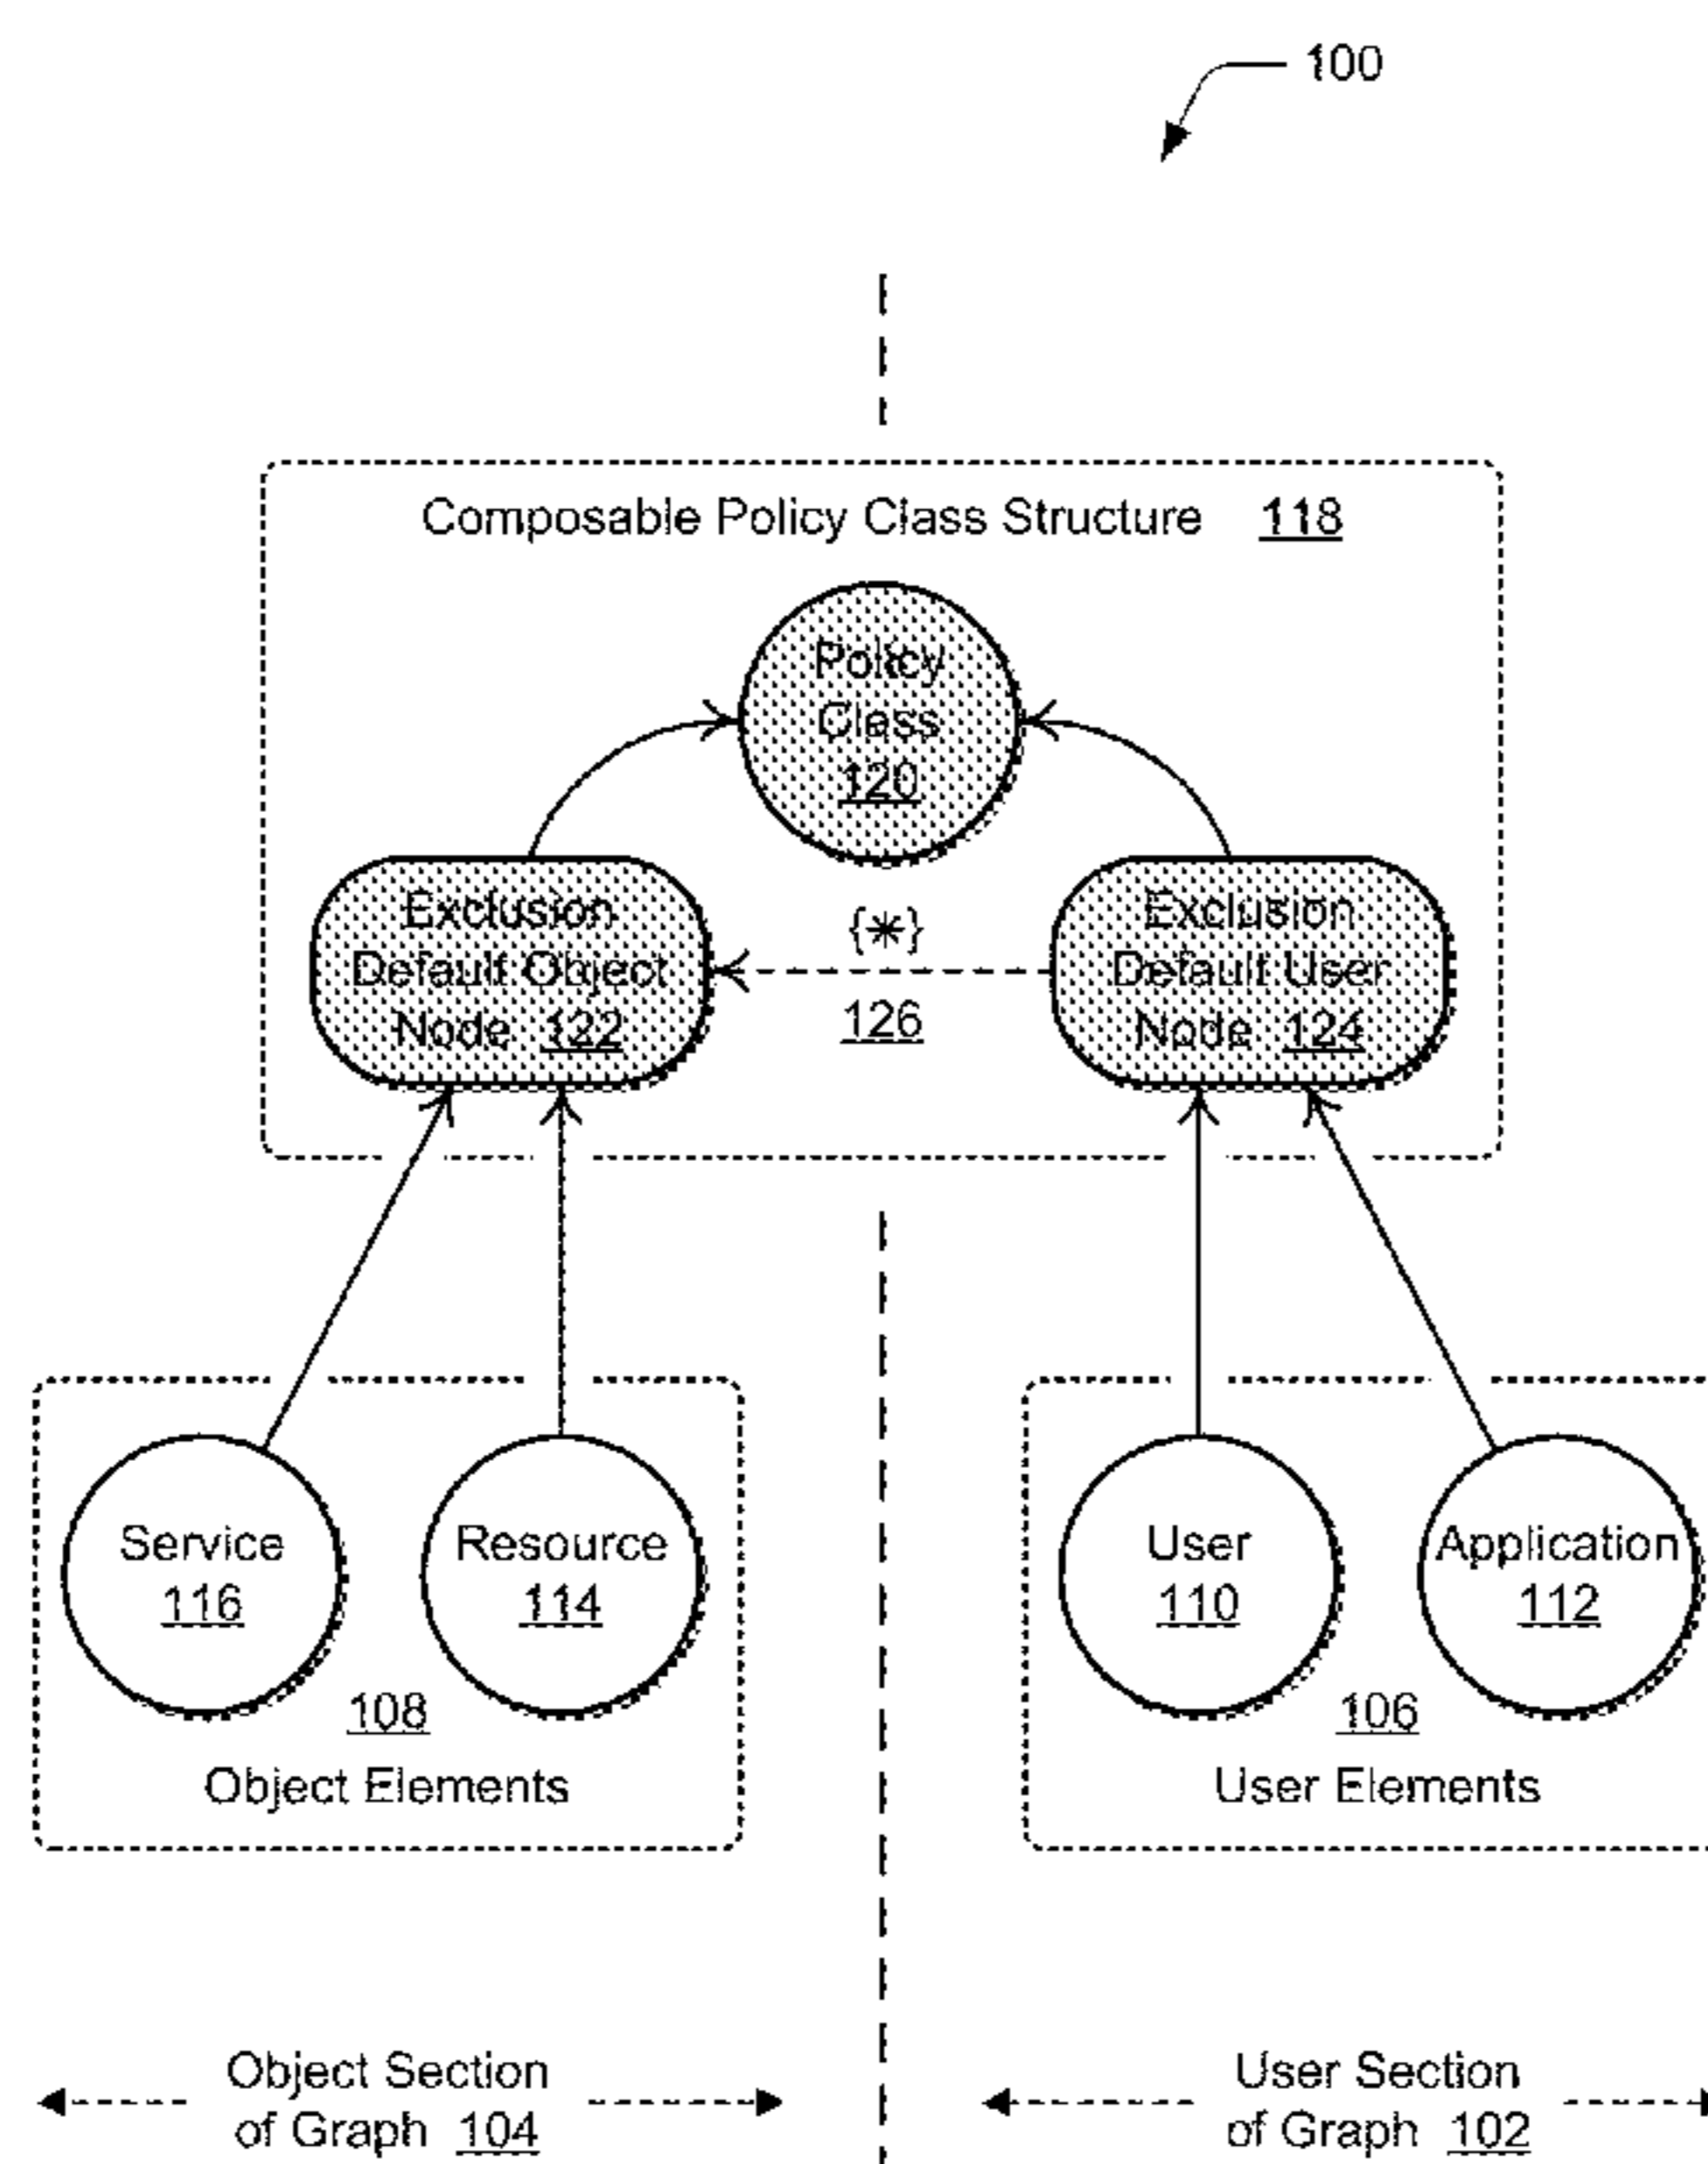 100
Composable Policy Class Structure 118
Policy
Class
120
Exclusion
Default Object
Node 122
{*}
126
Exclusion
Default User
Node 124
Service
116
Resource
114
108
Object Elements
User
110
Application
112
106
User Elements
Object Section
of Graph 104
User Section
of Graph 102